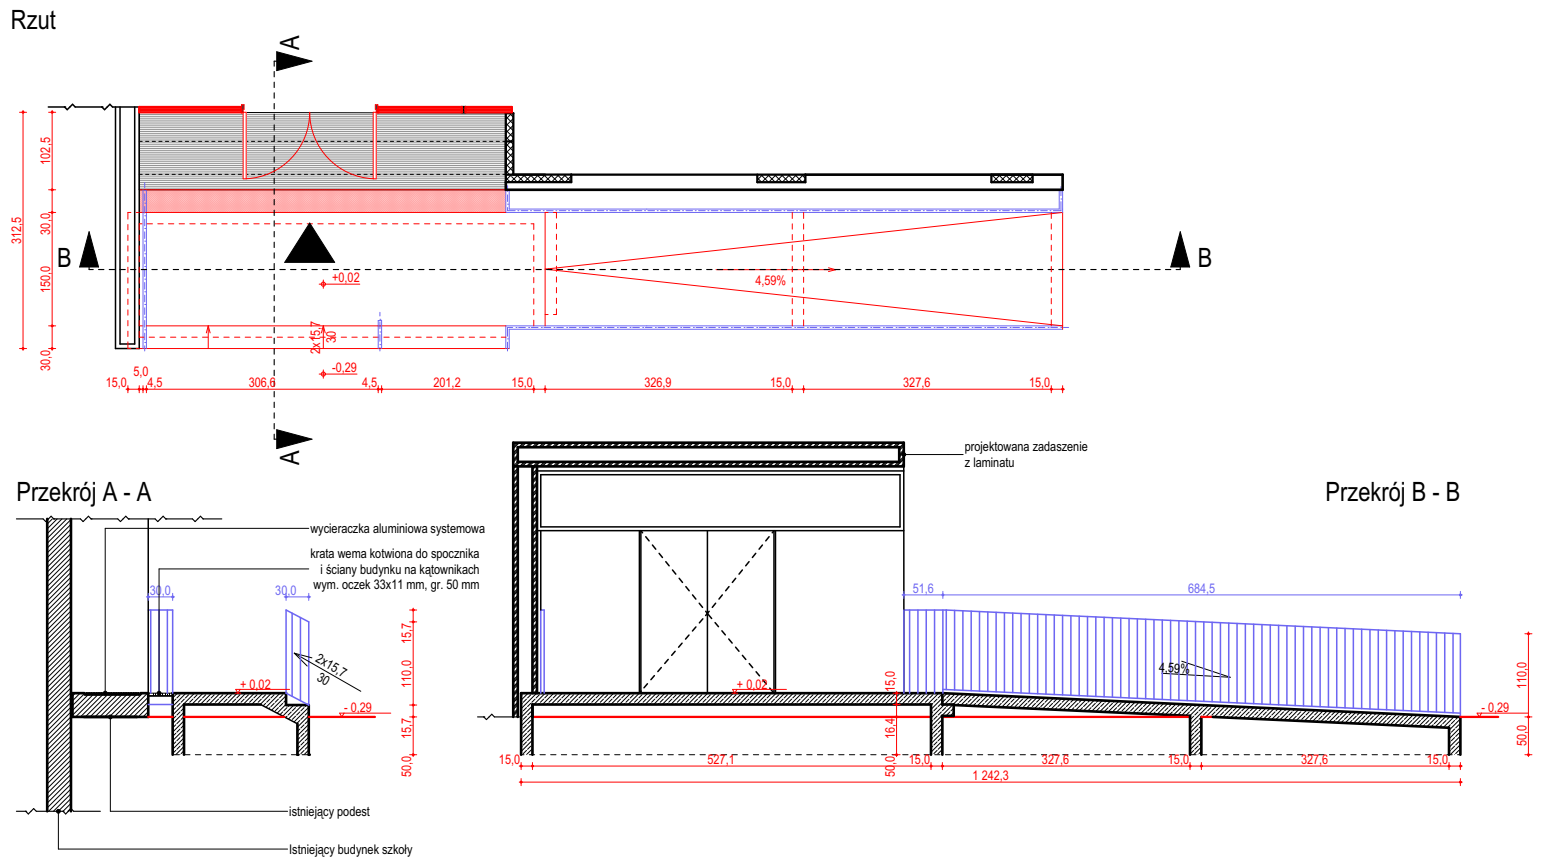 Rzut
A
102,5
30,0
312,5
150,0
30,0
B
B
+0,02
4,59%
2x15,7
30
-0,29
15,0
5,0
4,5
306,6
4,5
201,2
15,0
326,9
15,0
327,6
15,0
A
projektowana zadaszenie
z laminatu
Przekrój A - A
Przekrój B - B
wycieraczka aluminiowa systemowa
krata wema kotwiona do spocznika
i ściany budynku na kątownikach
wym. oczek 33x11 mm, gr. 50 mm
30,0
30,0
2x15,7
30
15,7
110,0
15,7
50,0
+ 0,02
- 0,29
51,6
684,5
4,59%
+ 0,02
15,0
16,4
50,0
110,0
- 0,29
50,0
15,0
527,1
15,0
327,6
15,0
327,6
15,0
1 242,3
istniejący podest
Istniejący budynek szkoły